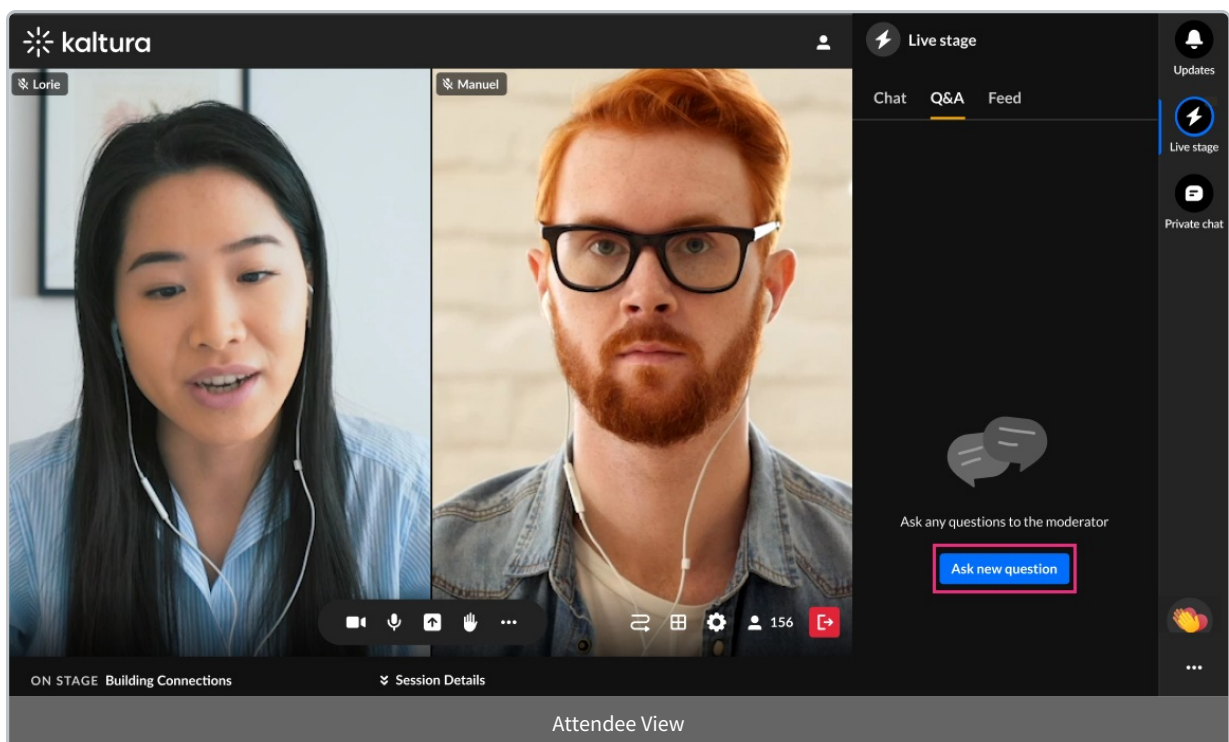 kaltura
Lorie
Manuel
156
ON STAGE Building Connections
Session Details
Live stage
Chat Q&A Feed
Ask any questions to the moderator
Ask new question
Updates
Live stage
Private chat
Attendee View